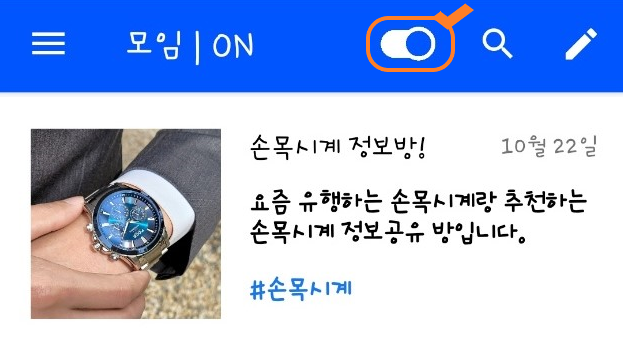 모임 | ON
손목시계 정보방!
10월 22일
요즘 유행하는 손목시계랑 추천하는
손목시계 정보공유 방입니다.
#손목시계